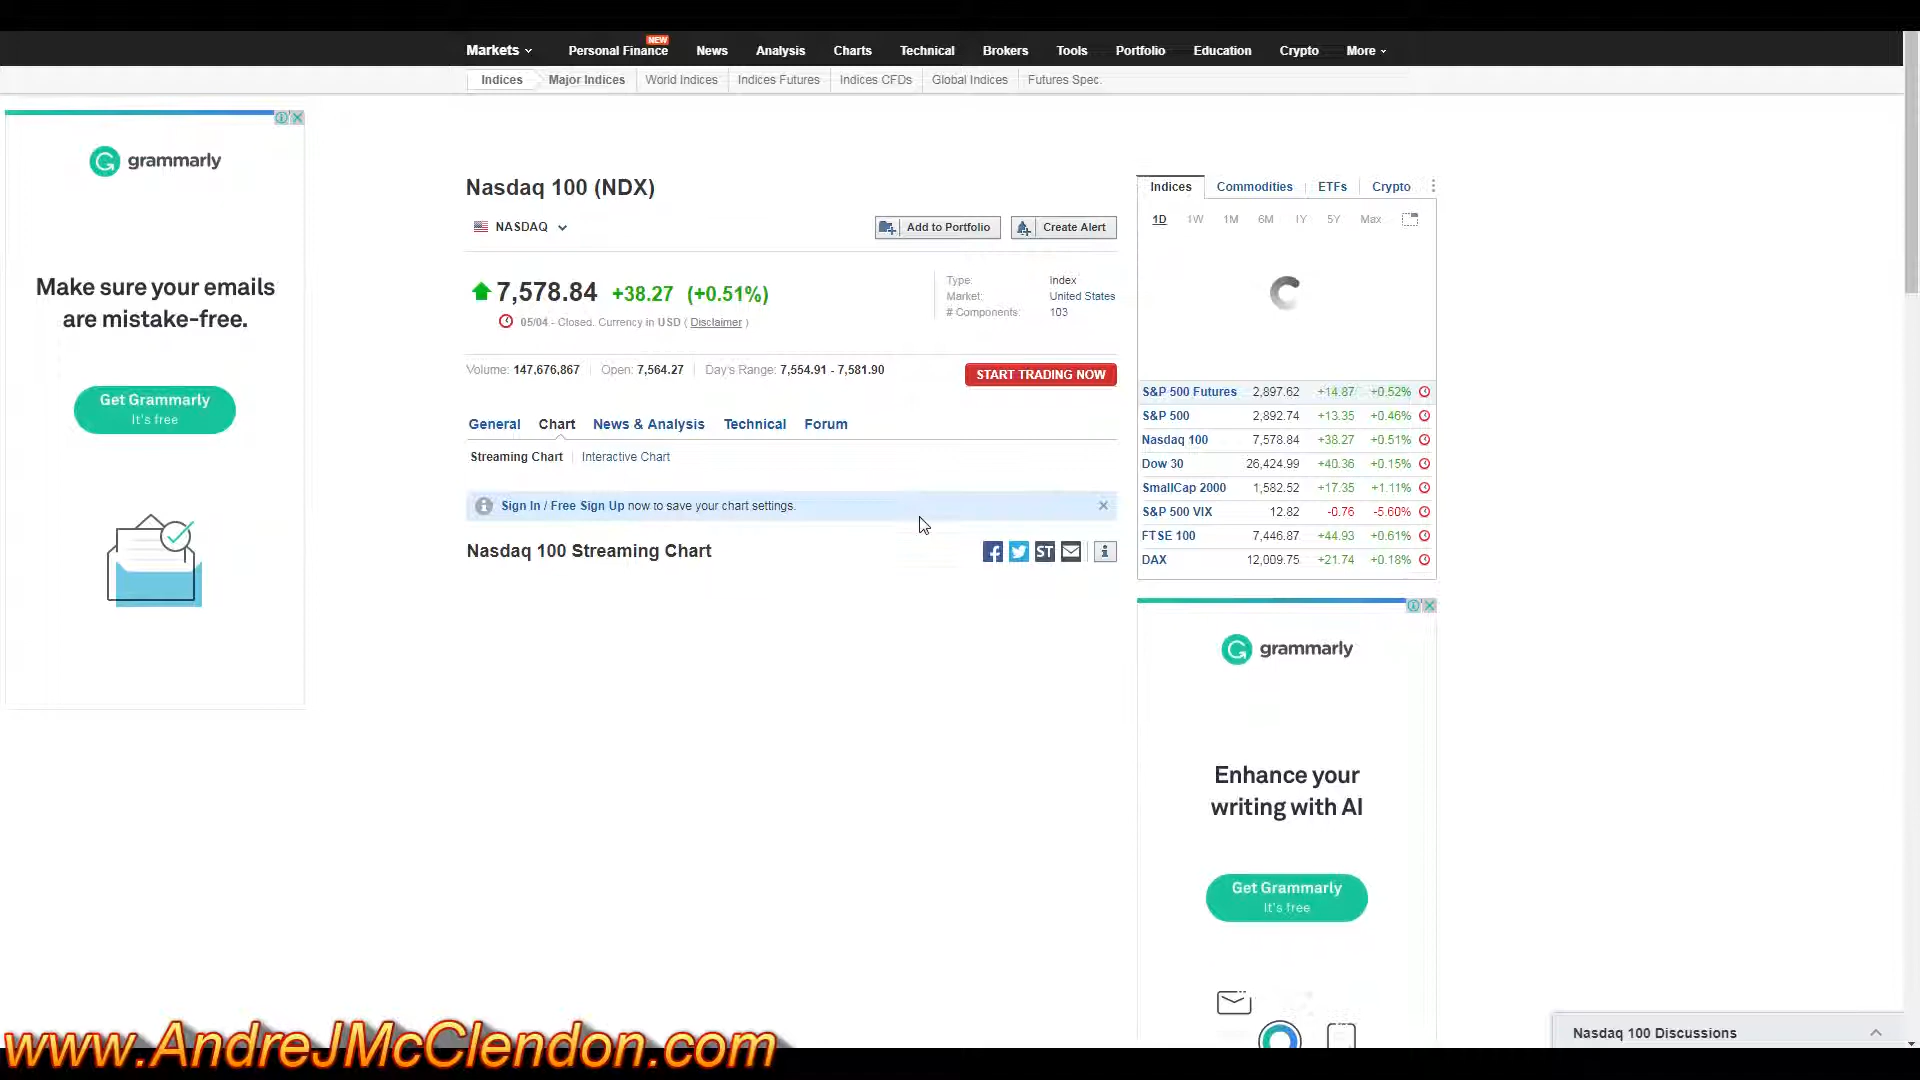 Markets
Personal Finance
NEW
News
Analysis
Charts
Technical
Brokers
Tools
Portfolio
Education
Crypto
More
Indices
Major Indices
World Indices
Indices Futures
Indices CFDs
Global Indices
Futures Spec.
grammarly
Make sure your emails
are mistake-free.
Get Grammarly
It's free
Nasdaq 100 (NDX)
NASDAQ
Add to Portfolio
Create Alert
7,578.84 +38.27 (+0.51%)
05/04 - Closed. Currency in USD ( Disclaimer )
Type: Index
Market: United States
# Components: 103
Volume: 147,676,867
Open: 7,564.27
Day's Range: 7,554.91 - 7,581.90
START TRADING NOW
General
Chart
News & Analysis
Technical
Forum
Streaming Chart
Interactive Chart
Sign In / Free Sign Up now to save your chart settings.
Nasdaq 100 Streaming Chart
ST
Indices
Commodities
ETFs
Crypto
1D 1W 1M 6M 1Y 5Y Max
S&P 500 Futures 2,897.62 +14.87 +0.52%
S&P 500 2,892.74 +13.35 +0.46%
Nasdaq 100 7,578.84 +38.27 +0.51%
Dow 30 26,424.99 +40.36 +0.15%
SmallCap 2000 1,582.52 +17.35 +1.11%
S&P 500 VIX 12.82 -0.76 -5.60%
FTSE 100 7,446.87 +44.93 +0.61%
DAX 12,009.75 +21.74 +0.18%
grammarly
Enhance your
writing with AI
Get Grammarly
It's free
Nasdaq 100 Discussions
www.AndreJMcClendon.com